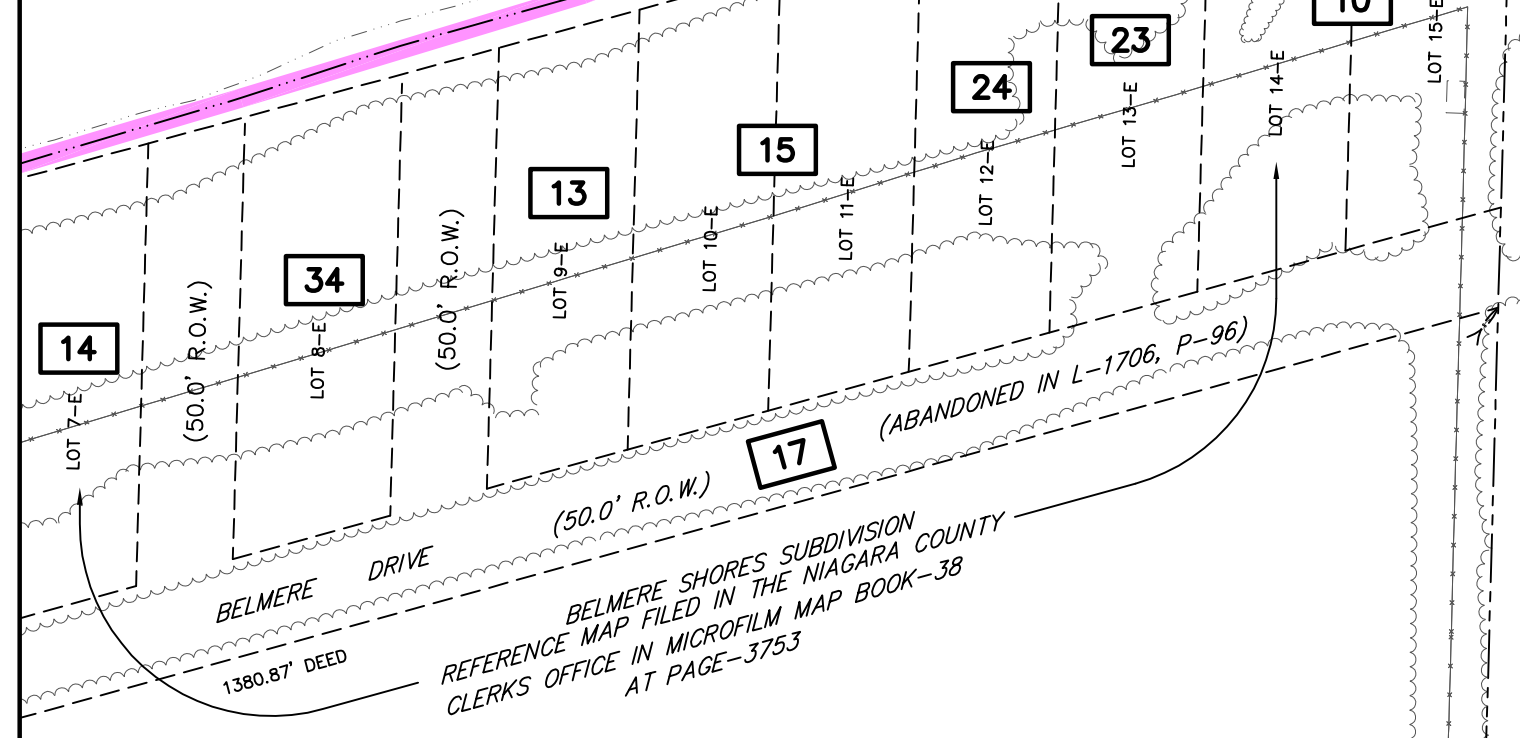 10
LOT 15-E
23
LOT 14-E
24
LOT 13-E
15
LOT 12-E
13
LOT 11-E
LOT 10-E
34
(50.0' R.O.W.)
LOT 9-E
14
(50.0' R.O.W.)
LOT 8-E
LOT 7-E
(ABANDONED IN L-1706, P-96)
17
(50.0' R.O.W.)
BELMERE DRIVE
1380.87' DEED
BELMERE SHORES SUBDIVISION
REFERENCE MAP FILED IN THE NIAGARA COUNTY
CLERKS OFFICE IN MICROFILM MAP BOOK-38
AT PAGE-3753